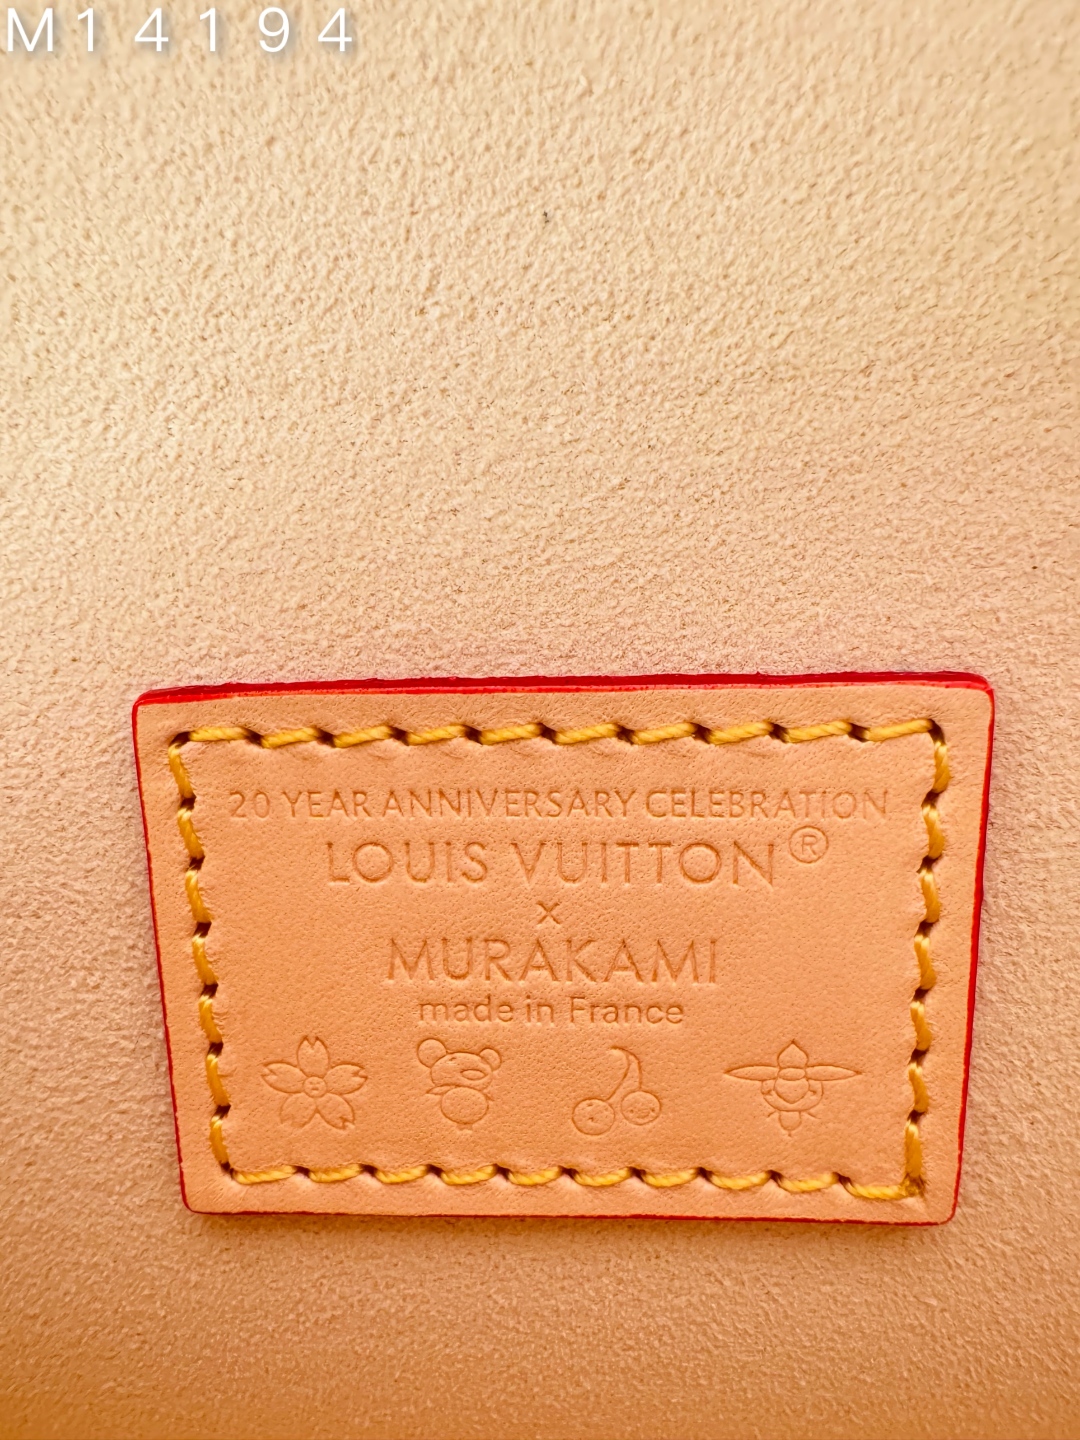 M14194
20 YEAR ANNIVERSARY CELEBRATION
LOUIS VUITTON®
x
MURAKAMI
made in France